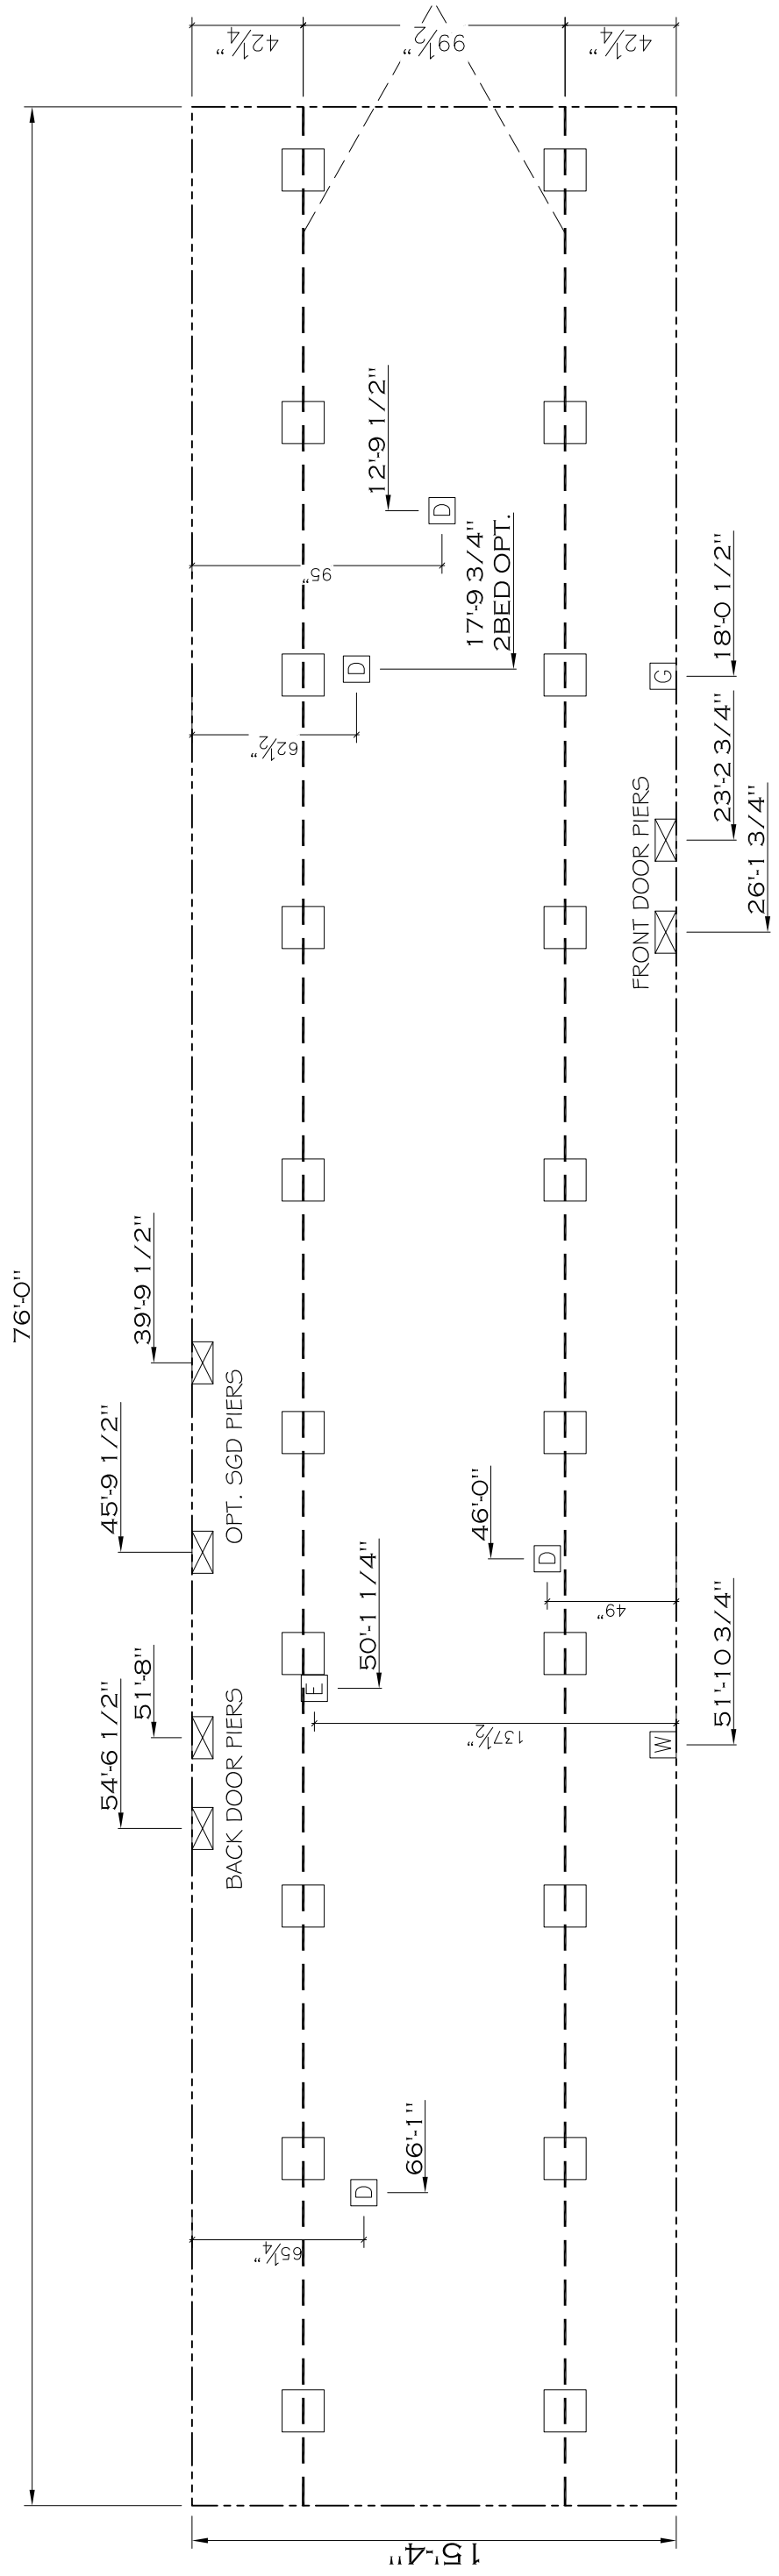 42 1/4"
99 1/2"
42 1/4"
76'-0"
12'-9 1/2"
D
95"
17'-9 3/4"
2BED OPT.
D
62 1/2"
G
18'-0 1/2"
FRONT DOOR PIERS
23'-2 3/4"
26'-1 3/4"
39'-9 1/2"
45'-9 1/2"
OPT. SGD PIERS
46'-0"
D
49"
50'-1 1/4"
E
137 1/2"
51'-8"
54'-6 1/2"
BACK DOOR PIERS
W
51'-10 3/4"
66'-1"
D
65 1/4"
15'-4"